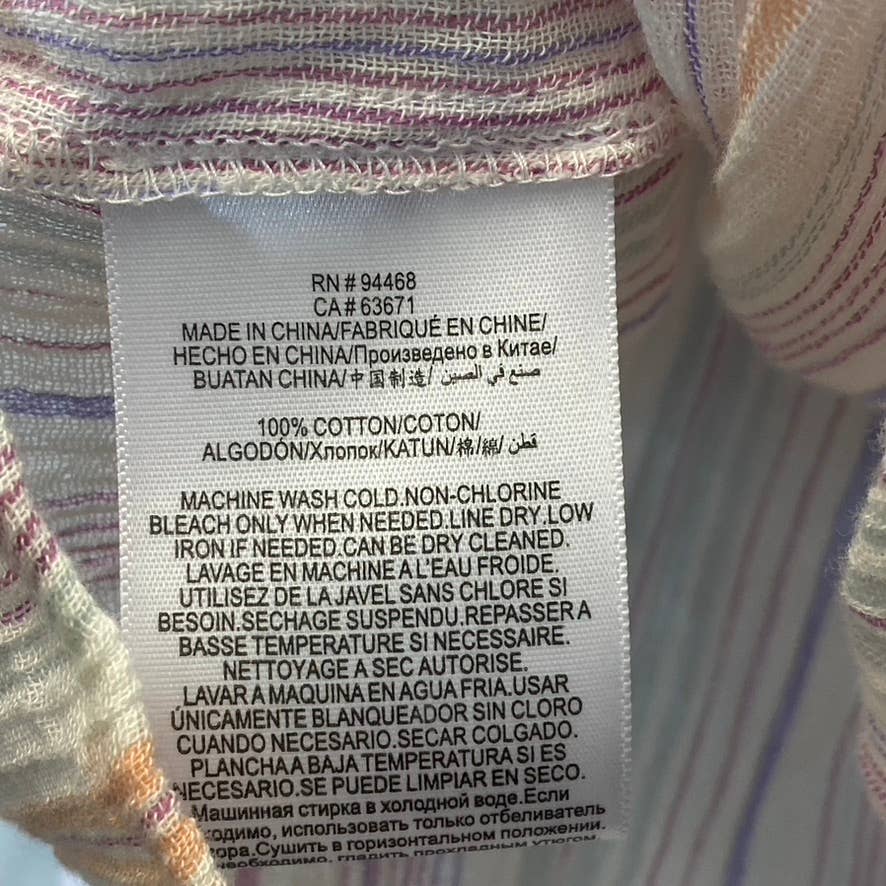 RN # 94468
CA # 63671
MADE IN CHINA/FABRIQUÉ EN CHINE/
HECHO EN CHINA/Произведено в Китае/
BUATAN CHINA/中国制造/ صنع في الصين
100% COTTON/COTON/
ALGODÓN/Хлопок/KATUN/棉/綿/ قطن
MACHINE WASH COLD.NON-CHLORINE
BLEACH ONLY WHEN NEEDED.LINE DRY.LOW
IRON IF NEEDED.CAN BE DRY CLEANED.
LAVAGE EN MACHINE A L'EAU FROIDE.
UTILISEZ DE LA JAVEL SANS CHLORE SI
BESOIN.SECHAGE SUSPENDU.REPASSER A
BASSE TEMPERATURE SI NECESSAIRE.
NETTOYAGE A SEC AUTORISE.
LAVAR A MAQUINA EN AGUA FRIA.USAR
ÚNICAMENTE BLANQUEADOR SIN CLORO
CUANDO NECESARIO.SECAR COLGADO.
PLANCHA A BAJA TEMPERATURA SI ES
NECESARIO.SE PUEDE LIMPIAR EN SECO.
Машинная стирка в холодной воде.Если
использовать только отбеливатель
Сушить в горизонтальном положении.
гладить прохладным утюгом.